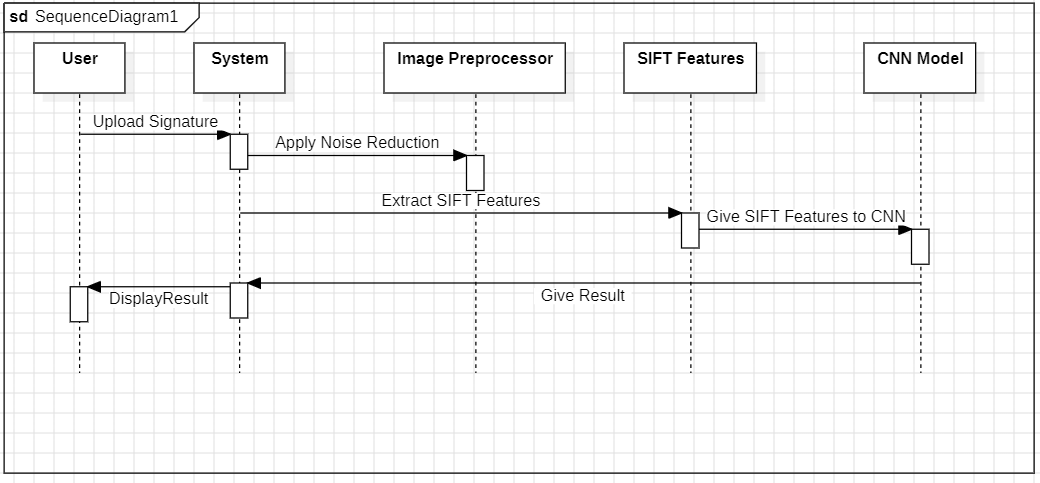 sd SequenceDiagram1
User System Image Preprocessor SIFT Features CNN Model
Upload Signature
Apply Noise Reduction
Extract SIFT Features
Give SIFT Features to CNN
Give Result
DisplayResult